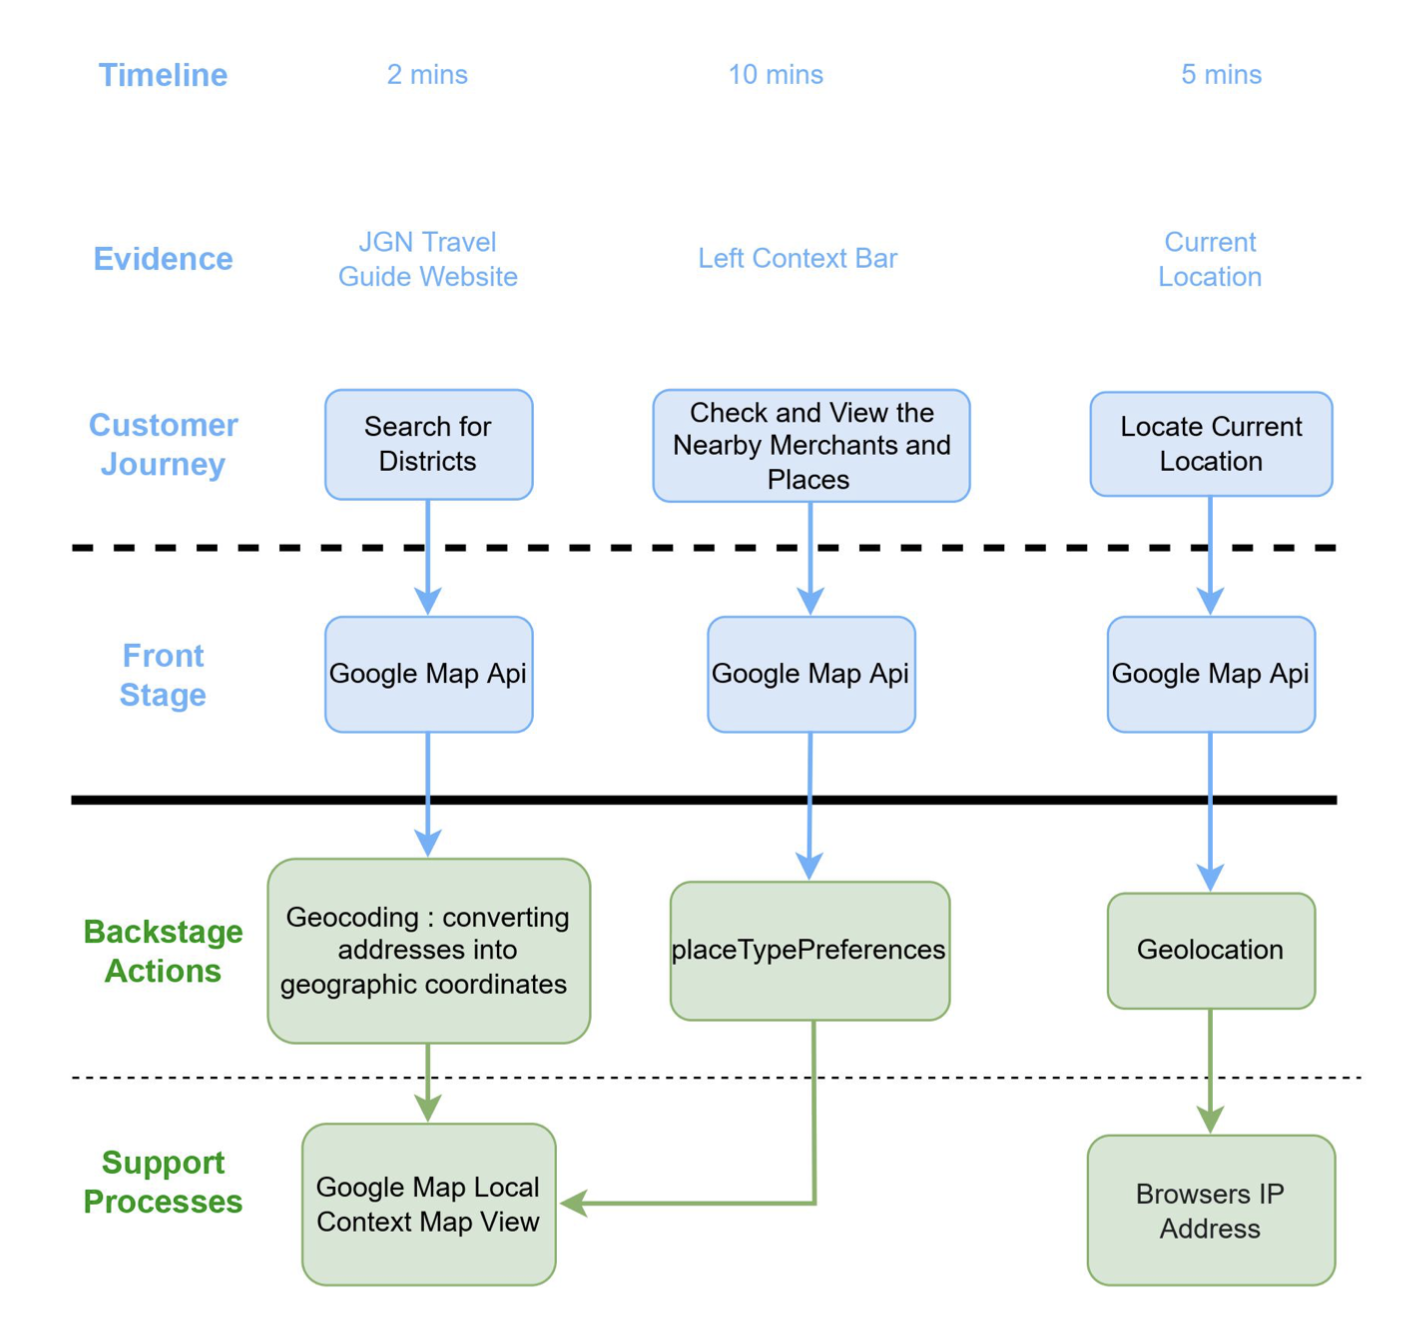 Timeline
2 mins
10 mins
5 mins
Evidence
JGN Travel
Guide Website
Left Context Bar
Current
Location
Customer
Journey
Search for
Districts
Check and View the
Nearby Merchants and
Places
Locate Current
Location
Front
Stage
Google Map Api
Google Map Api
Google Map Api
Backstage
Actions
Geocoding : converting
addresses into
geographic coordinates
placeTypePreferences
Geolocation
Support
Processes
Google Map Local
Context Map View
Browsers IP
Address